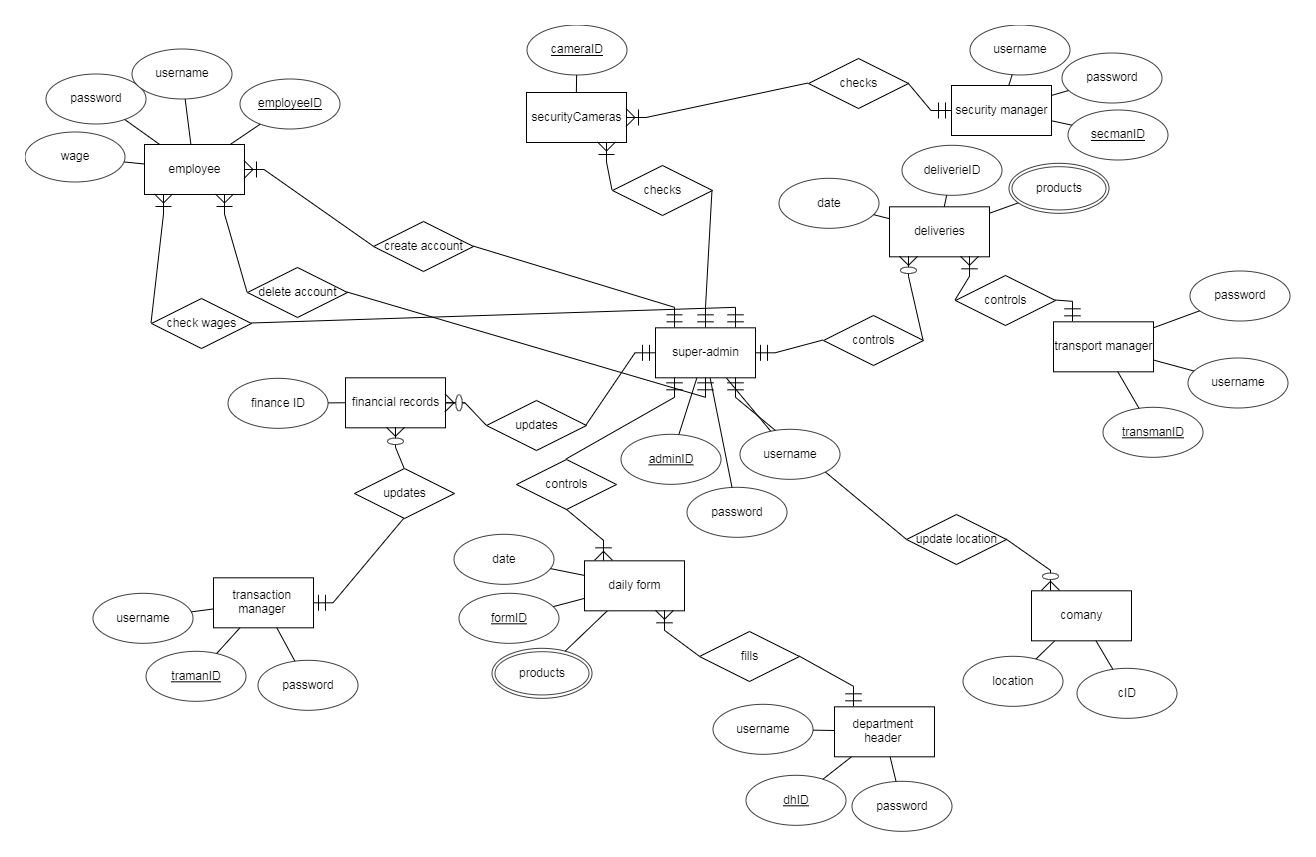 cameraID
username
username
password
employeeID
password
checks
securityCameras
security manager
secmanID
wage
employee
checks
deliverieID
products
date
deliveries
create account
delete account
controls
password
check wages
super-admin
controls
transport manager
username
finance ID
financial records
updates
transmanID
adminID
username
controls
updates
password
update location
date
daily form
transaction
manager
username
formID
comany
tramanID
password
products
fills
location
cID
username
department
header
dhID
password